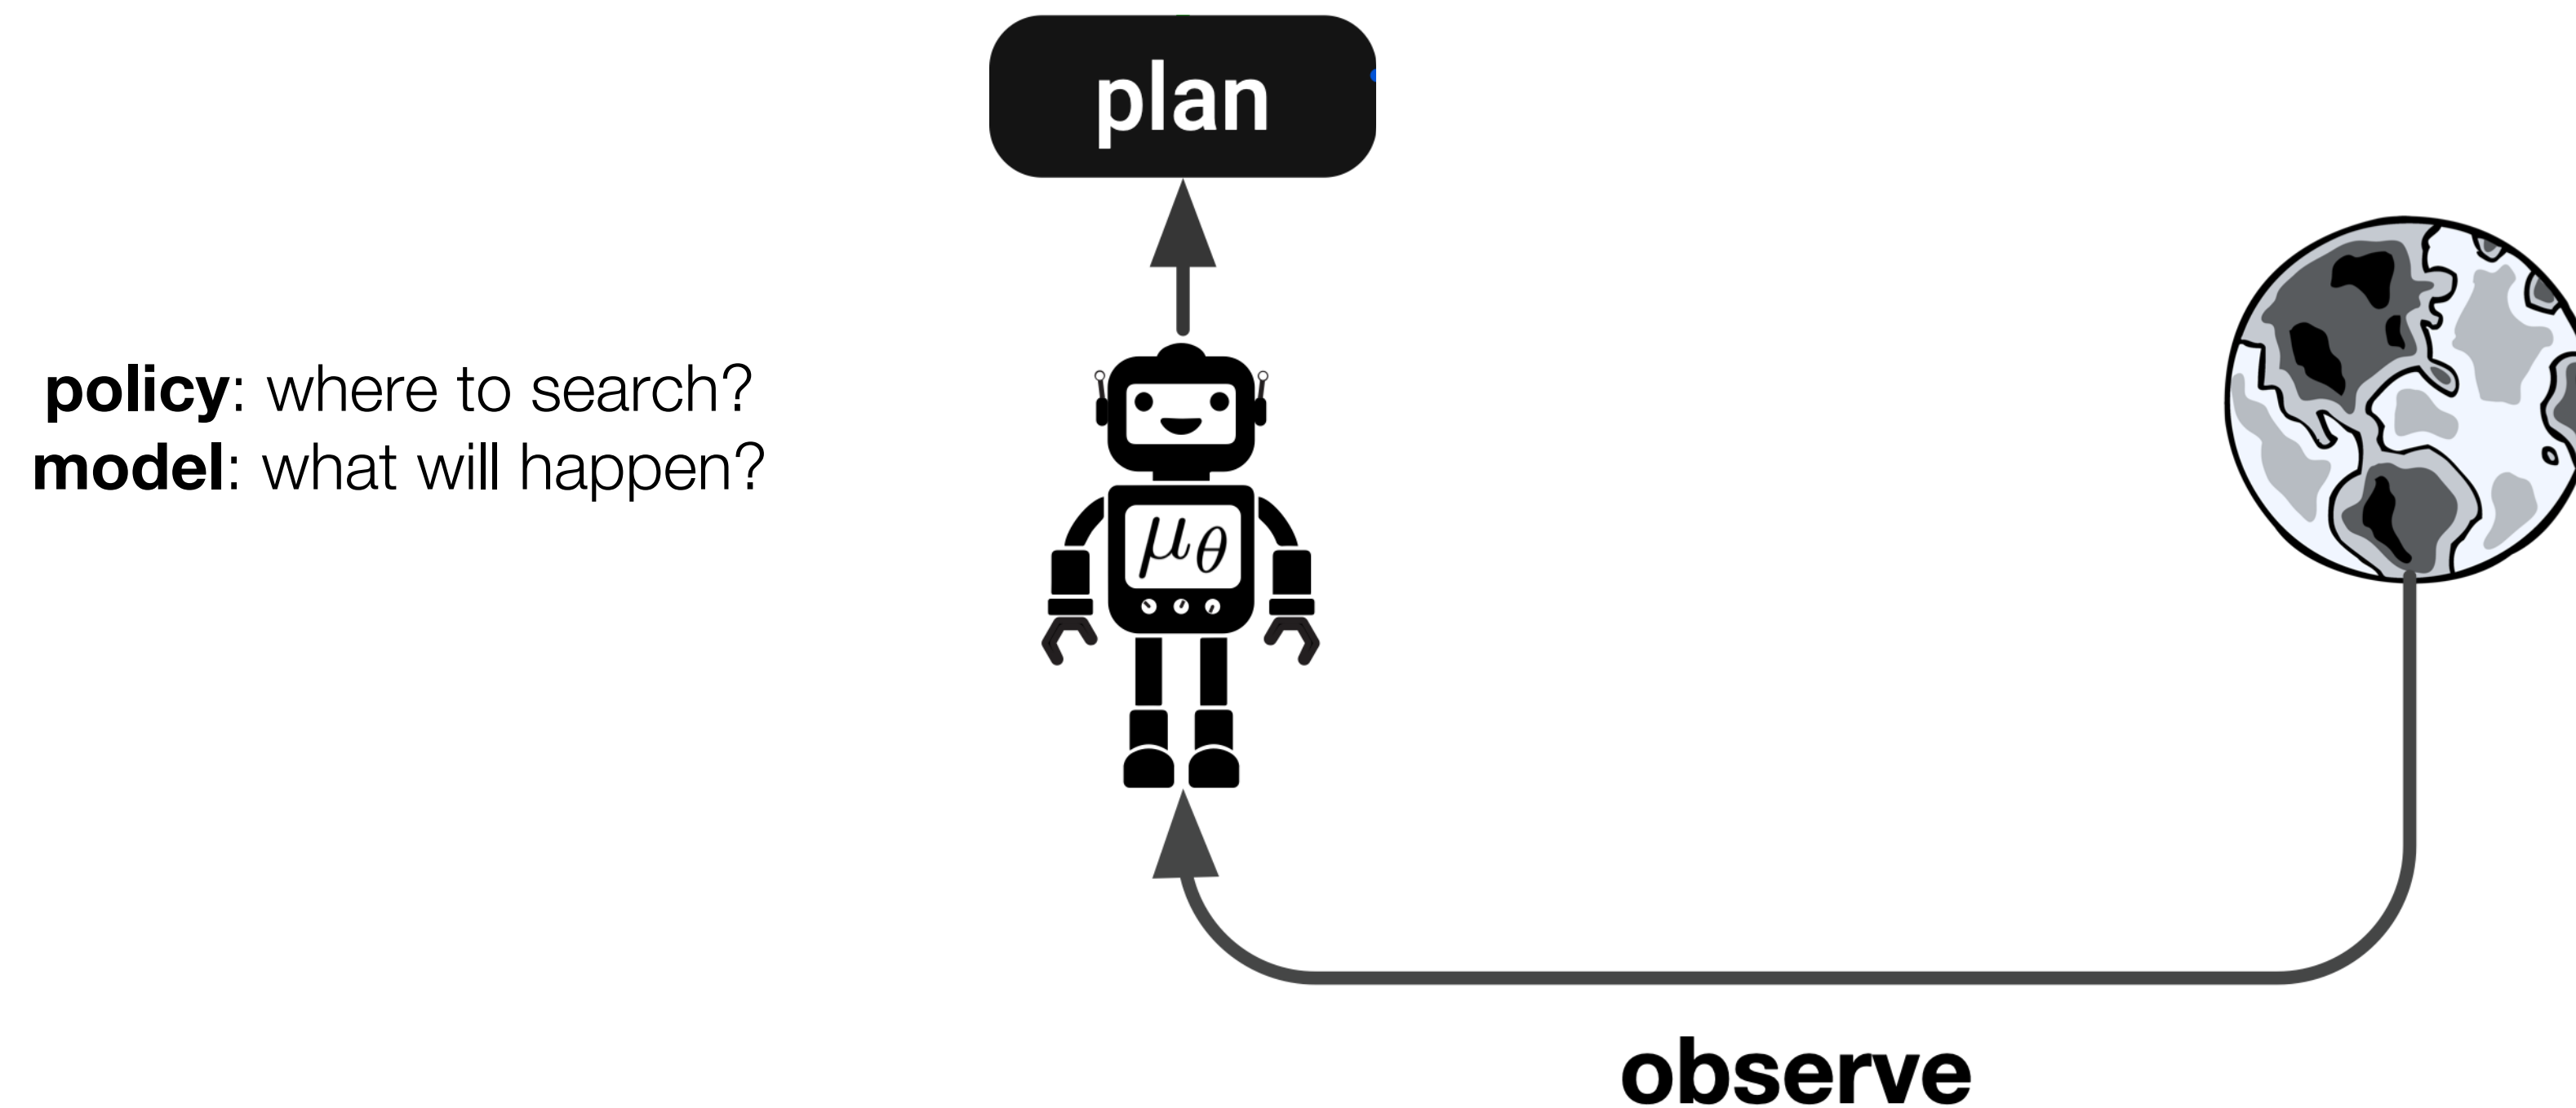 plan
policy: where to search?
model: what will happen?
μθ
observe